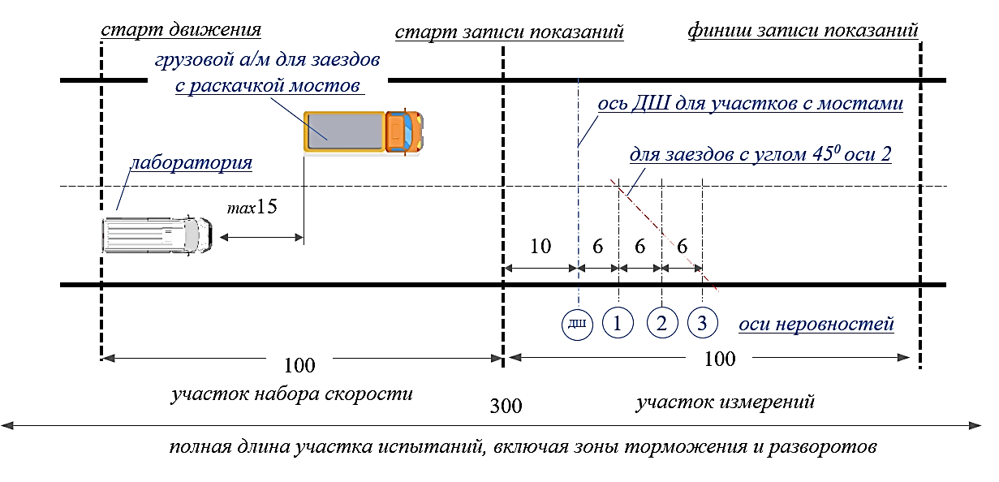 старт движения
старт записи показаний
финиш записи показаний
грузовой а/м для заездов
с раскачкой мостов
ось ДШ для участков с мостами
для заездов с углом 45⁰ оси 2
лаборатория
max15
10
6
6
6
ДШ
1
2
3
оси неровностей
100
100
участок набора скорости
участок измерений
300
полная длина участка испытаний, включая зоны торможения и разворотов